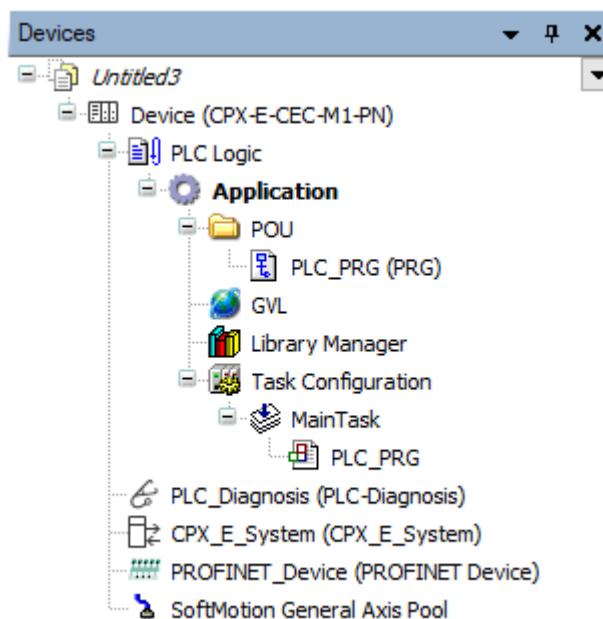 Devices
Untitled3
Device (CPX-E-CEC-M1-PN)
PLC Logic
Application
POU
PLC_PRG (PRG)
GVL
Library Manager
Task Configuration
MainTask
PLC_PRG
PLC_Diagnosis (PLC-Diagnosis)
CPX_E_System (CPX_E_System)
PROFINET_Device (PROFINET Device)
SoftMotion General Axis Pool